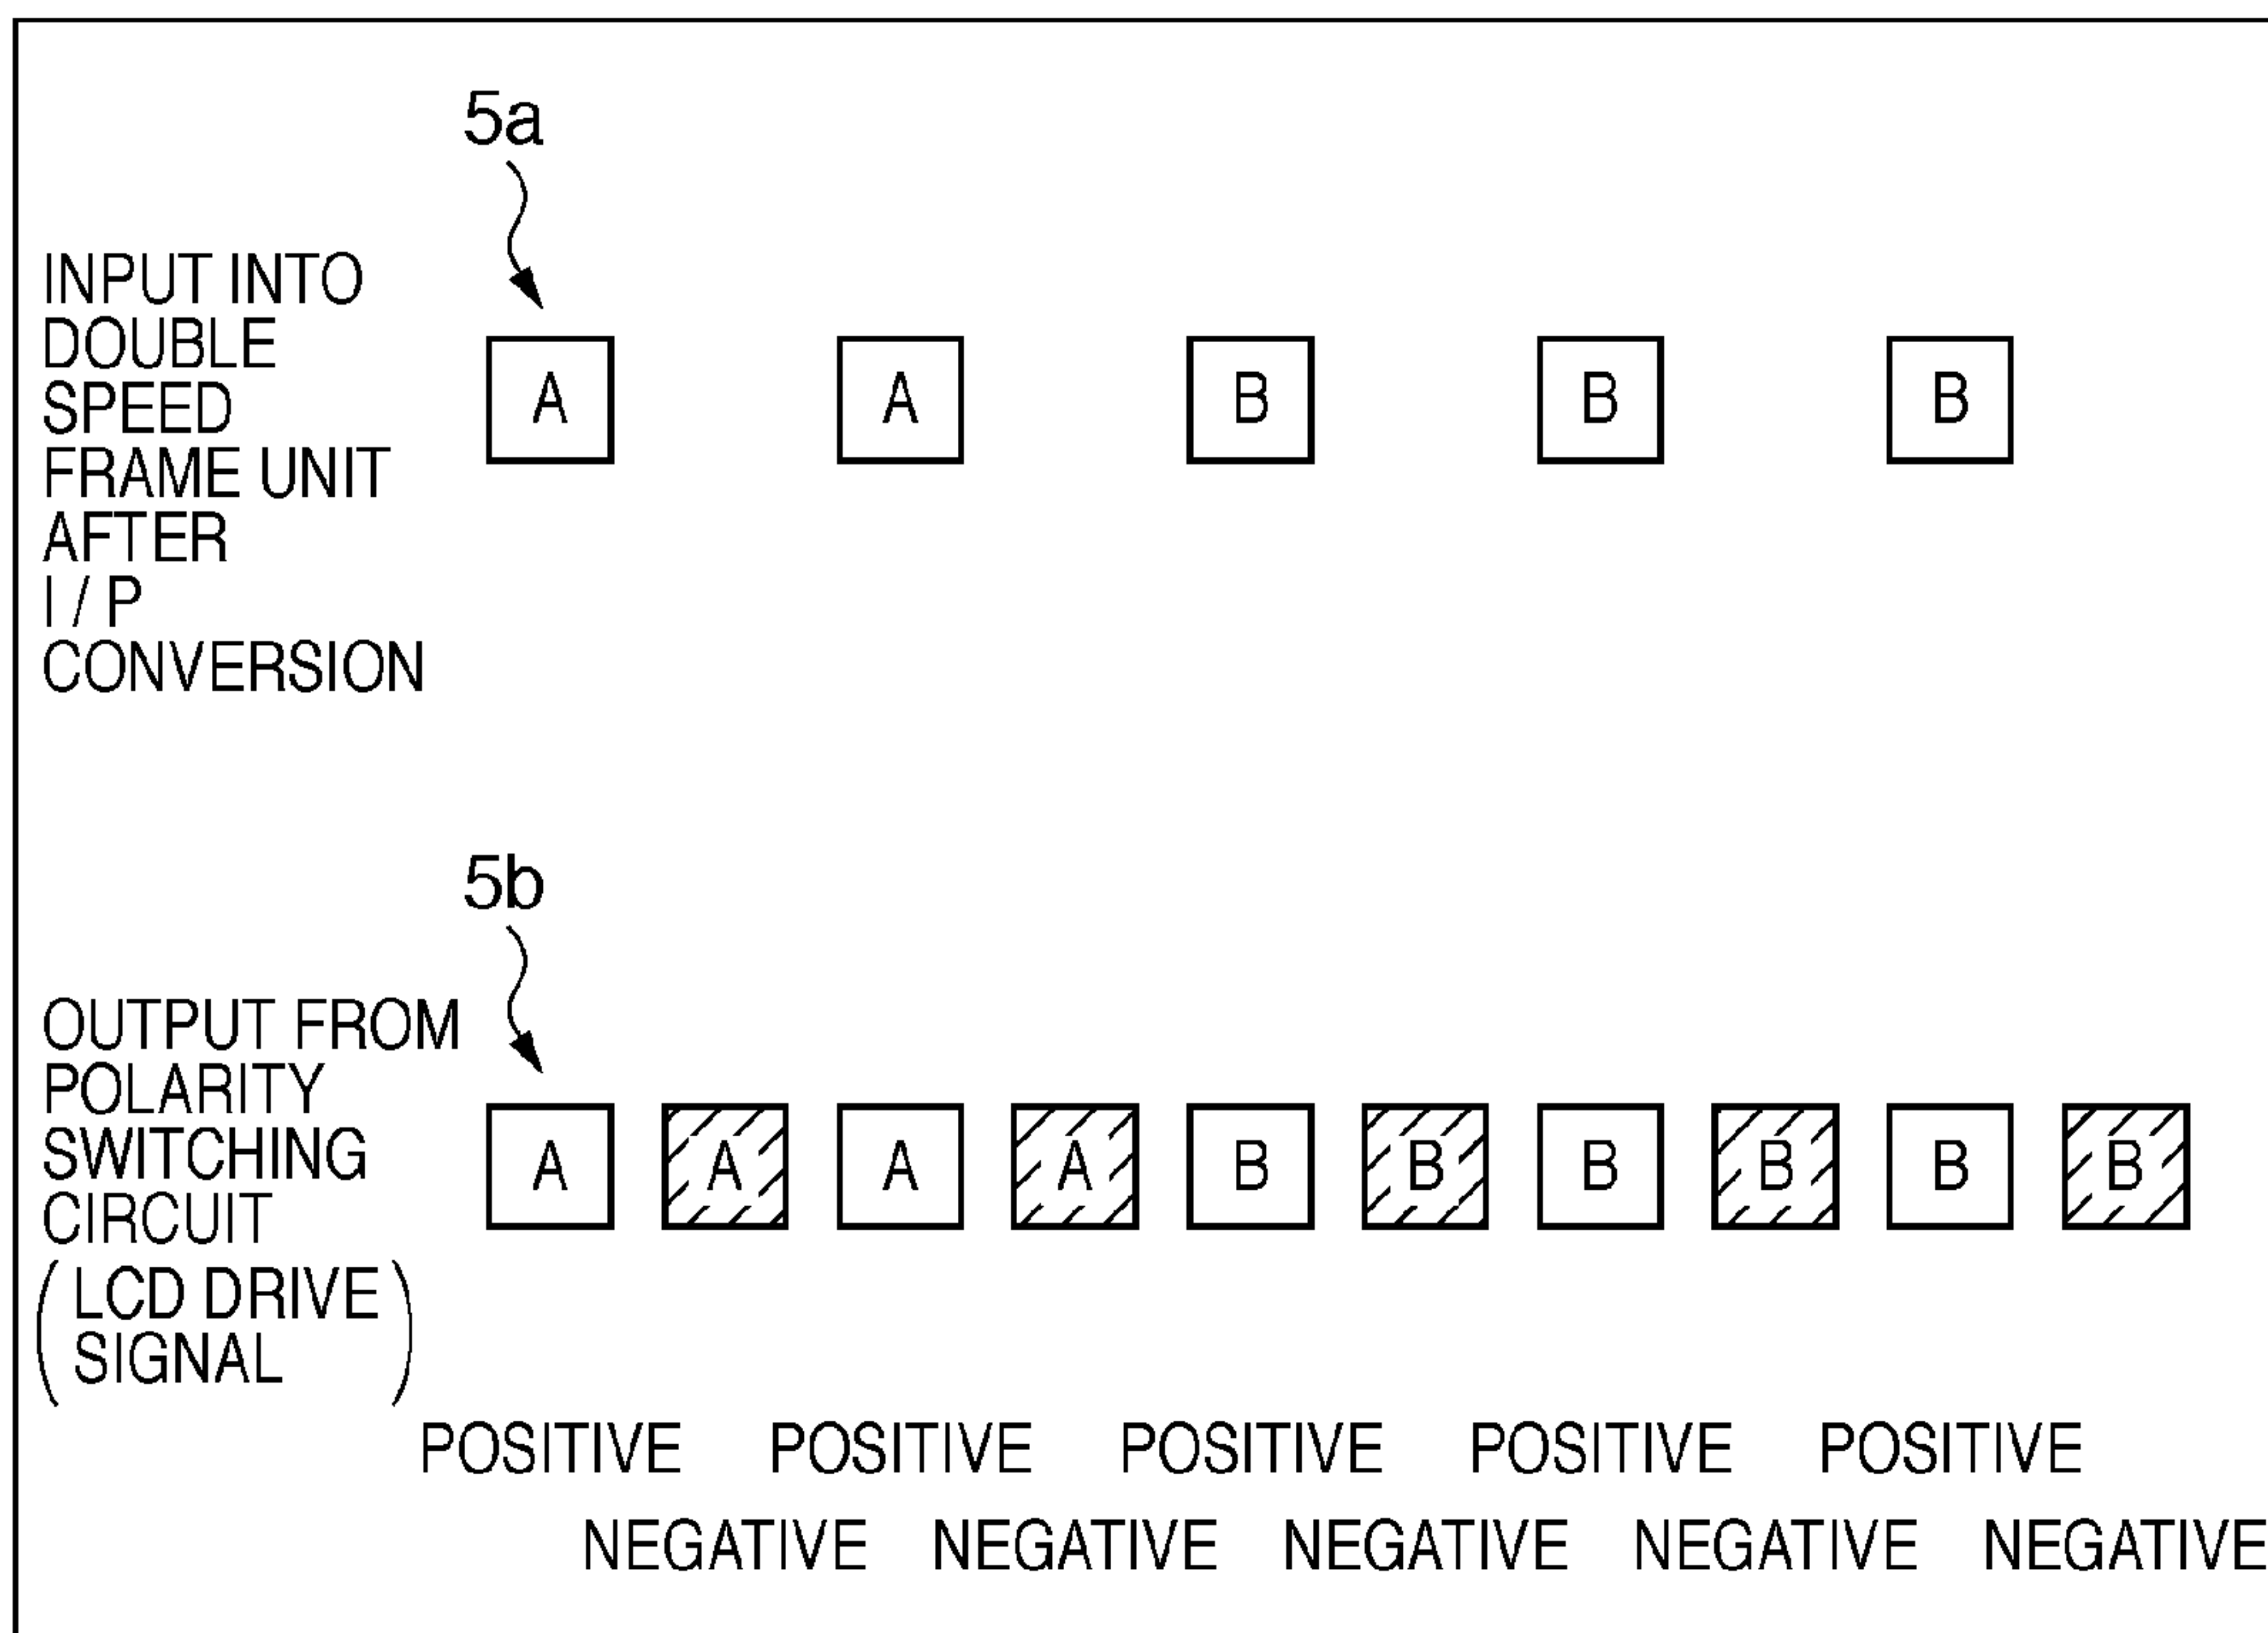 5a
INPUT INTO
DOUBLE
SPEED
FRAME UNIT
AFTER
I / P
CONVERSION
A A B B B
5b
OUTPUT FROM
POLARITY
SWITCHING
CIRCUIT
( LCD DRIVE
SIGNAL )
A A A A B B B B B B
POSITIVE POSITIVE POSITIVE POSITIVE POSITIVE
NEGATIVE NEGATIVE NEGATIVE NEGATIVE NEGATIVE